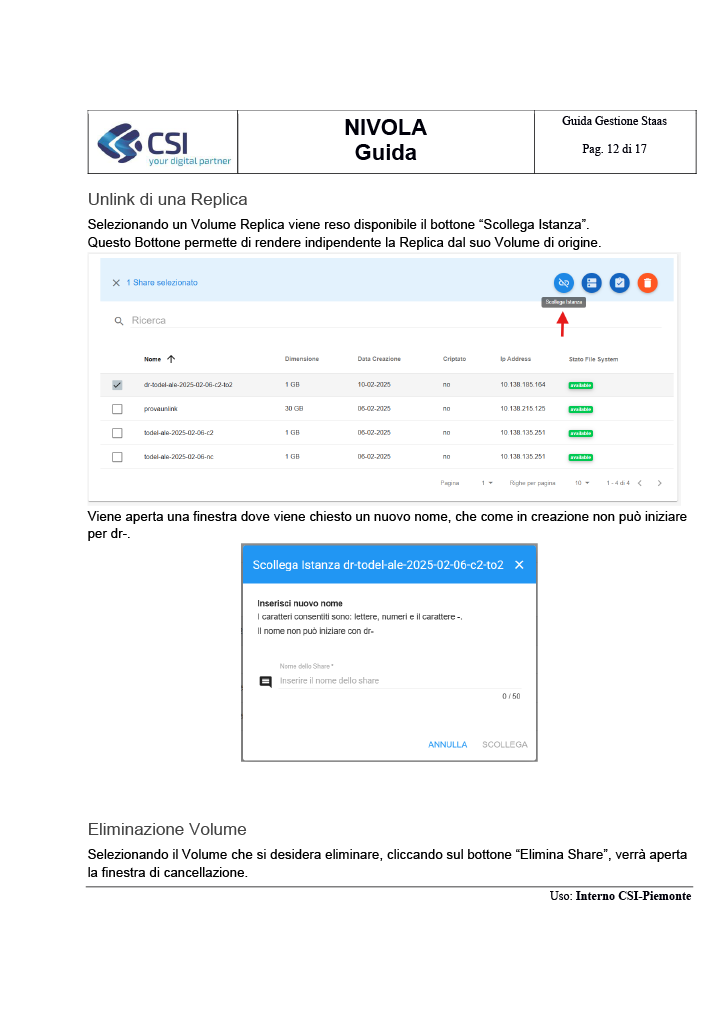 CSI
your digital partner
NIVOLA
Guida
Guida Gestione Staas
Pag. 12 di 17
Unlink di una Replica
Selezionando un Volume Replica viene reso disponibile il bottone “Scollega Istanza”.
Questo Bottone permette di rendere indipendente la Replica dal suo Volume di origine.
1 Share selezionato
Scollega Istanza
Ricerca
Nome Dimensione Data Creazione Criptato Ip Address Stato File System
dr-todel-ale-2025-02-06-c2-to2 1 GB 10-02-2025 no 10.138.185.164 available
provaunlink 30 GB 06-02-2025 no 10.138.215.125 available
todel-ale-2025-02-06-c2 1 GB 06-02-2025 no 10.138.135.251 available
todel-ale-2025-02-06-nc 1 GB 06-02-2025 no 10.138.135.251 available
Pagina 1 Righe per pagina 10 1 - 4 di 4
Viene aperta una finestra dove viene chiesto un nuovo nome, che come in creazione non può iniziare
per dr-.
Scollega Istanza dr-todel-ale-2025-02-06-c2-to2
Inserisci nuovo nome
I caratteri consentiti sono: lettere, numeri e il carattere -.
Il nome non può iniziare con dr-
Nome dello Share *
Inserire il nome dello share
0 / 50
ANNULLA SCOLLEGA
Eliminazione Volume
Selezionando il Volume che si desidera eliminare, cliccando sul bottone “Elimina Share”, verrà aperta
la finestra di cancellazione.
Uso: Interno CSI-Piemonte